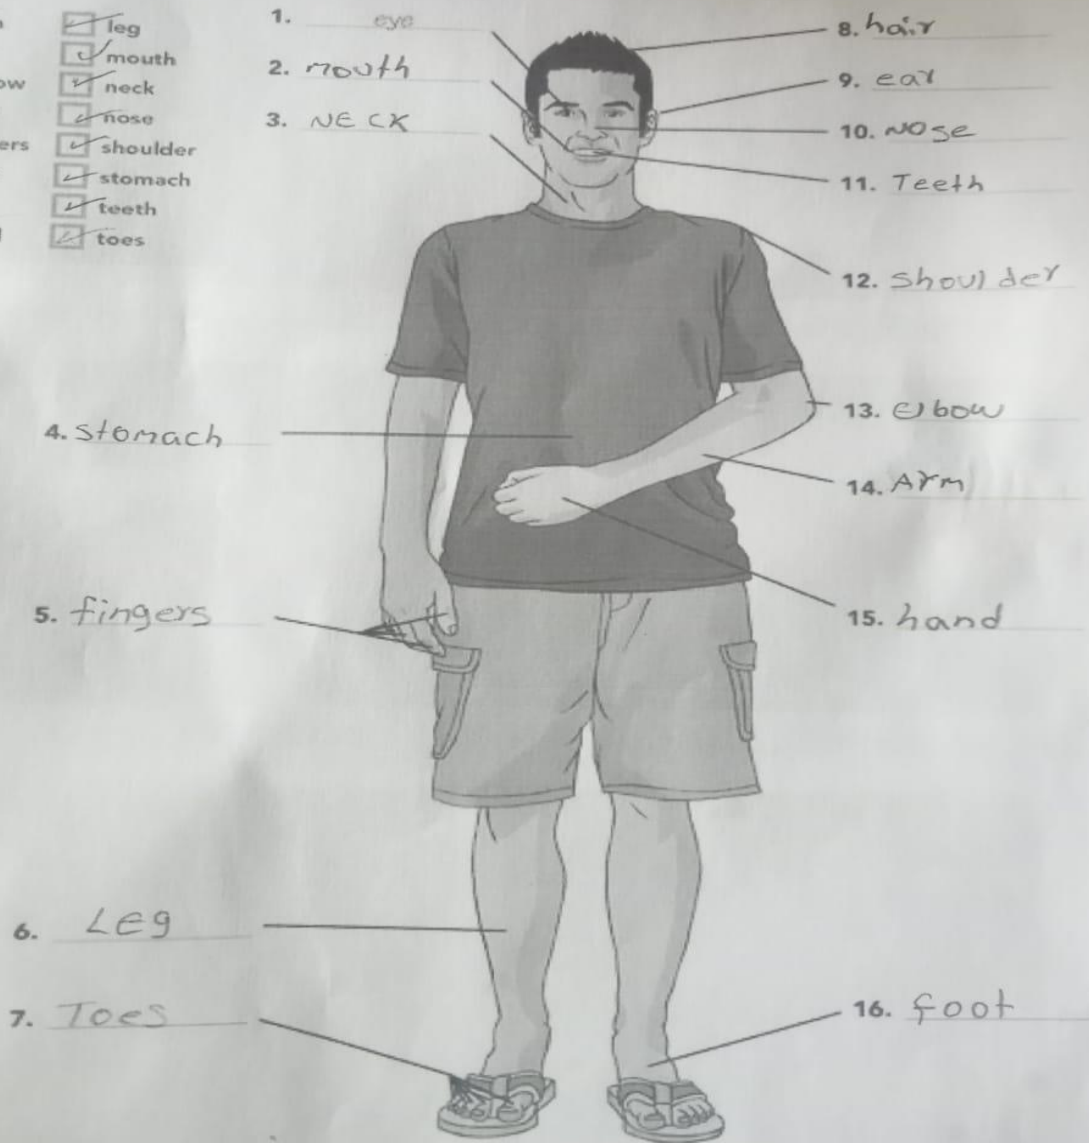 leg
mouth
ow neck
nose
ers shoulder
stomach
teeth
toes
1. eye
2. mouth
3. NECK
4. Stomach
5. fingers
6. LEg
7. Toes
8. hair
9. ear
10. Nose
11. Teeth
12. Shoulder
13. elbow
14. Arm
15. hand
16. foot